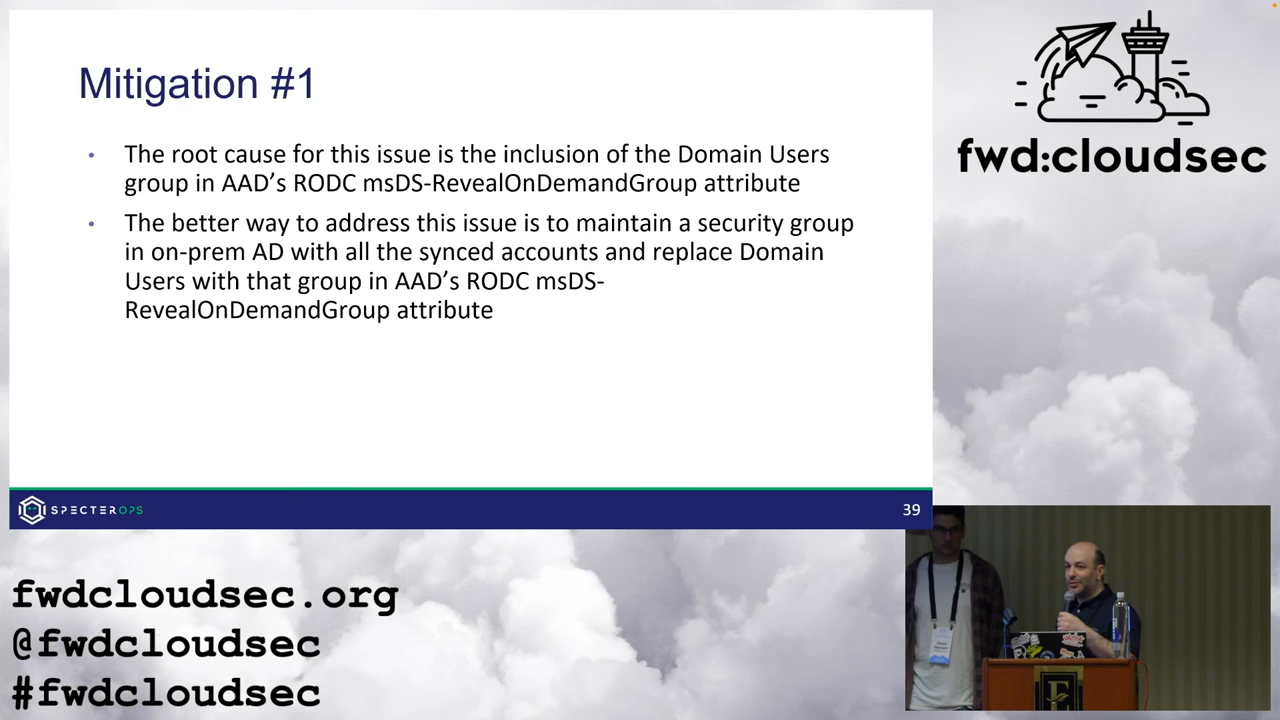 Mitigation #1
• The root cause for this issue is the inclusion of the Domain Users
group in AAD’s RODC msDS-RevealOnDemandGroup attribute
• The better way to address this issue is to maintain a security group
in on-prem AD with all the synced accounts and replace Domain
Users with that group in AAD’s RODC msDS-
RevealOnDemandGroup attribute
SPECTEROPS
39
fwd:cloudsec
fwdcloudsec.org
@fwdcloudsec
#fwdcloudsec
E